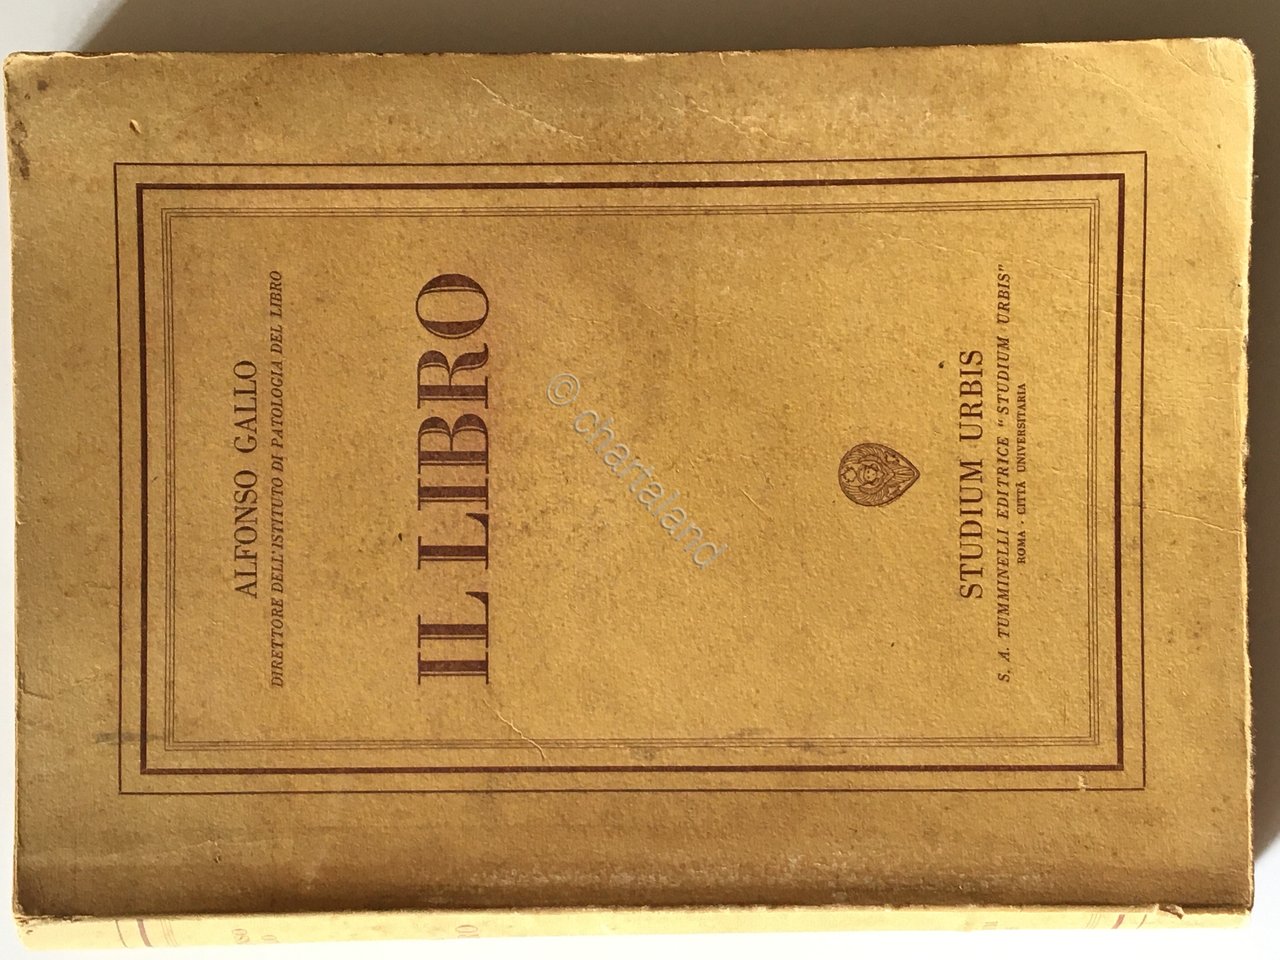 ALFONSO GALLO
DIRETTORE DELL'ISTITUTO DI PATOLOGIA DEL LIBRO
IL LIBRO
STUDIUM URBIS
S. A. TUMMINELLI EDITRICE "STUDIUM URBIS"
ROMA · CITTÀ UNIVERSITARIA
© chartaland